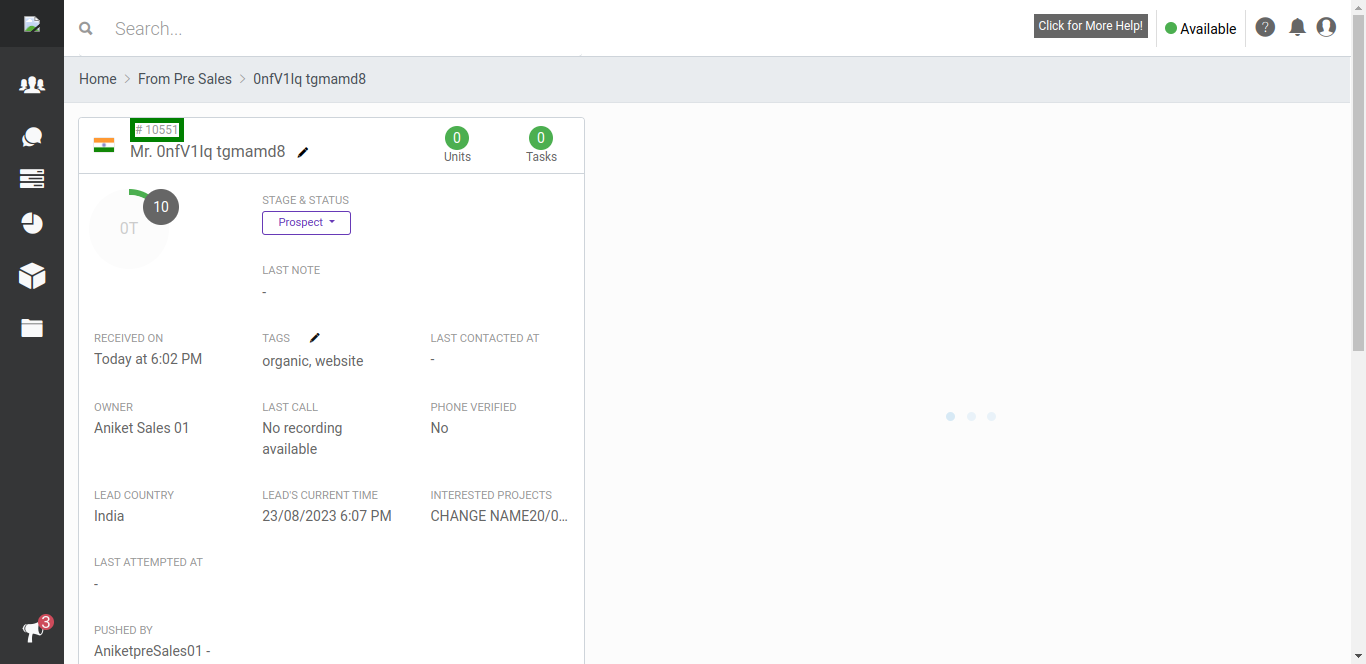 Search...
Click for More Help!
Available
Home > From Pre Sales > 0nfV1lq tgmamd8
# 10551
Mr. 0nfV1lq tgmamd8
0
Units
0
Tasks
0T
10
STAGE & STATUS
Prospect
LAST NOTE
-
RECEIVED ON
Today at 6:02 PM
TAGS
organic, website
LAST CONTACTED AT
-
OWNER
Aniket Sales 01
LAST CALL
No recording
available
PHONE VERIFIED
No
LEAD COUNTRY
India
LEAD'S CURRENT TIME
23/08/2023 6:07 PM
INTERESTED PROJECTS
CHANGE NAME20/0...
LAST ATTEMPTED AT
-
PUSHED BY
AniketpreSales01 -
3